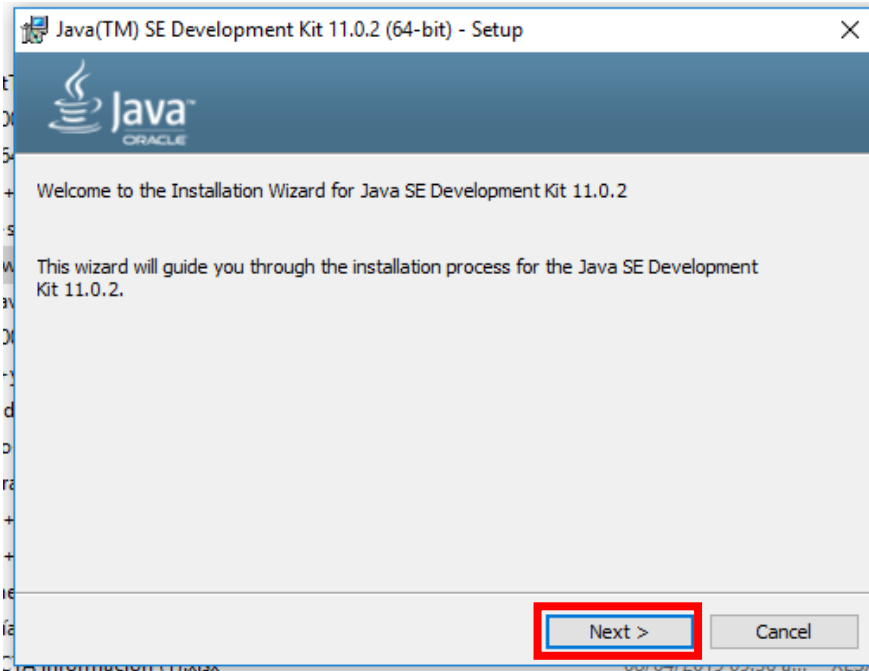 Java(TM) SE Development Kit 11.0.2 (64-bit) - Setup
Java™
ORACLE
Welcome to the Installation Wizard for Java SE Development Kit 11.0.2
This wizard will guide you through the installation process for the Java SE Development
Kit 11.0.2.
Next >
Cancel